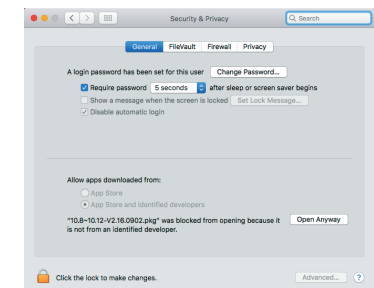 Security & Privacy
Search
General FileVault Firewall Privacy
A login password has been set for this user Change Password...
Require password 5 seconds after sleep or screen saver begins
Show a message when the screen is locked Set Lock Message...
Disable automatic login
Allow apps downloaded from:
App Store
App Store and identified developers
"10.8~10.12-V2.16.0902.pkg" was blocked from opening because it Open Anyway
is not from an identified developer.
Click the lock to make changes. Advanced... ?